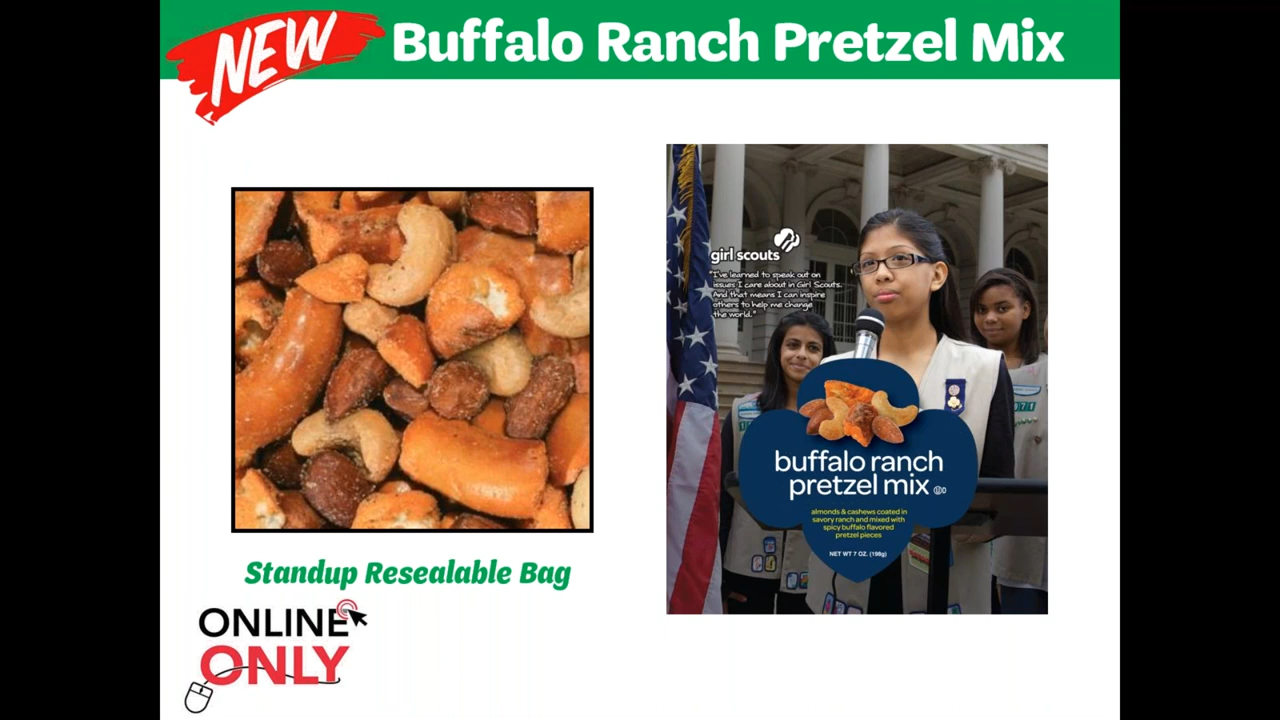 NEW
Buffalo Ranch Pretzel Mix
girl scouts
"I've learned to speak out on
issues I care about in Girl Scouts.
And that means I can inspire
others to help me change
the world."
buffalo ranch
pretzel mix ⓊD
almonds & cashews coated in
savory ranch and mixed with
spicy buffalo flavored
pretzel pieces
NET WT 7 OZ. (198g)
Standup Resealable Bag
ONLINE
ONLY